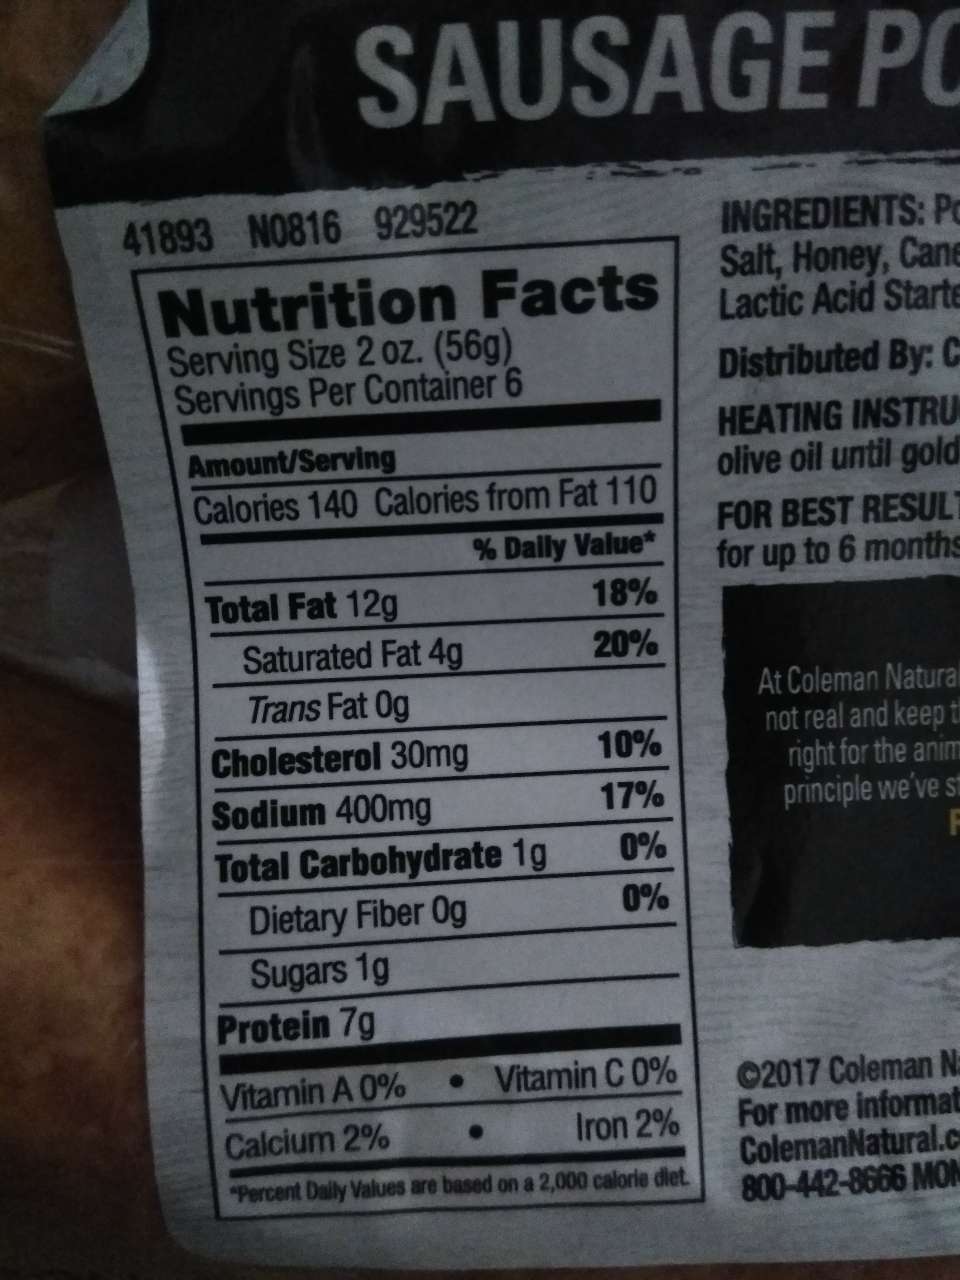 SAUSAGE
41893 N0816 929522
Nutrition Facts
Serving Size 2 oz. (56g)
Servings Per Container 6
Amount/Serving
Calories 140 Calories from Fat 110
% Daily Value*
Total Fat 12g 18%
Saturated Fat 4g 20%
Trans Fat 0g
Cholesterol 30mg 10%
Sodium 400mg 17%
Total Carbohydrate 1g 0%
Dietary Fiber 0g 0%
Sugars 1g
Protein 7g
Vitamin A 0% • Vitamin C 0%
Calcium 2% • Iron 2%
*Percent Daily Values are based on a 2,000 calorie diet.
INGREDIENTS:
Salt, Honey, Cane
Lactic Acid
Distributed By:
HEATING
olive oil until
FOR BEST
for up to 6 months
At Coleman Natural
not real and keep
right for the
principle we've
©2017 Coleman
For more
800-442-8666